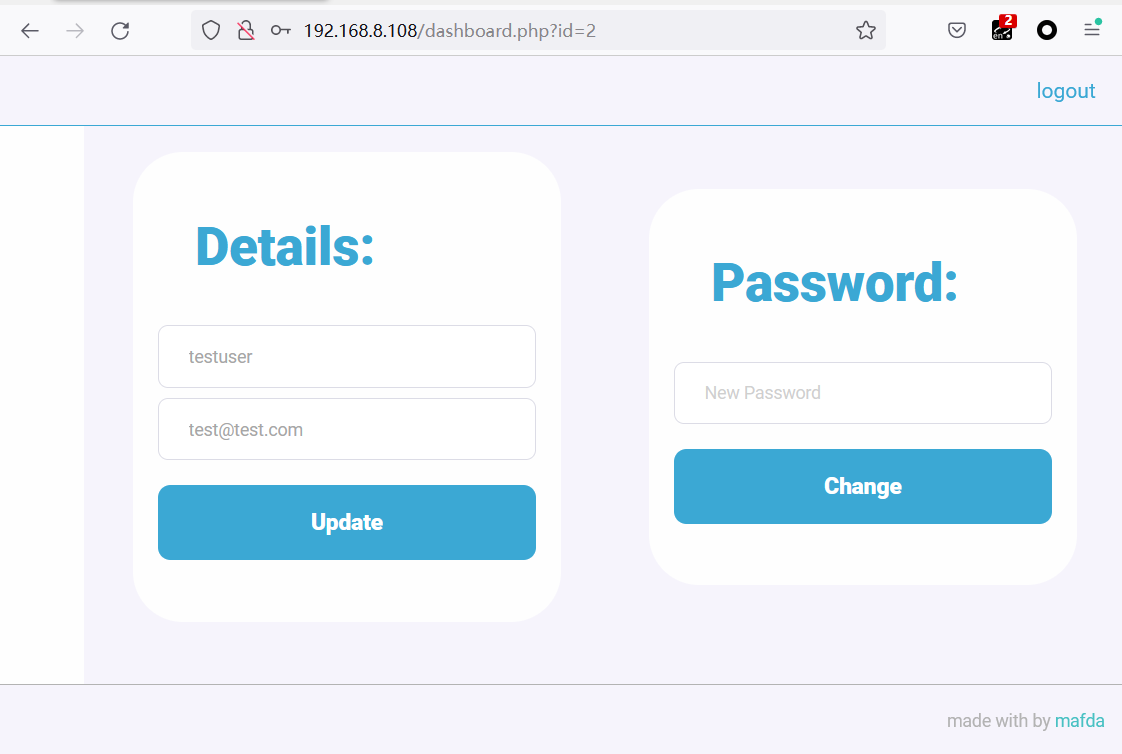 192.168.8.108/dashboard.php?id=2
2
en
logout
Details:
testuser
test@test.com
Update
Password:
New Password
Change
made with by mafda